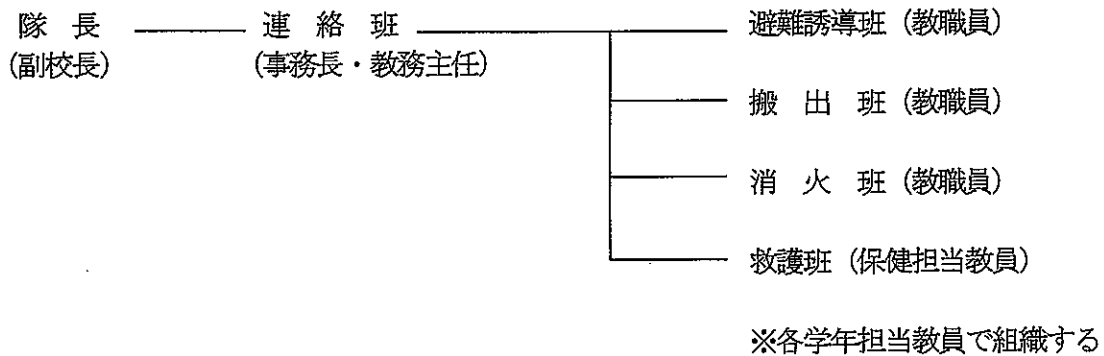 隊長 連絡班 避難誘導班（教職員）
(副校長) (事務長・教務主任)
搬出班（教職員）
消火班（教職員）
救護班（保健担当教員）
※各学年担当教員で組織する